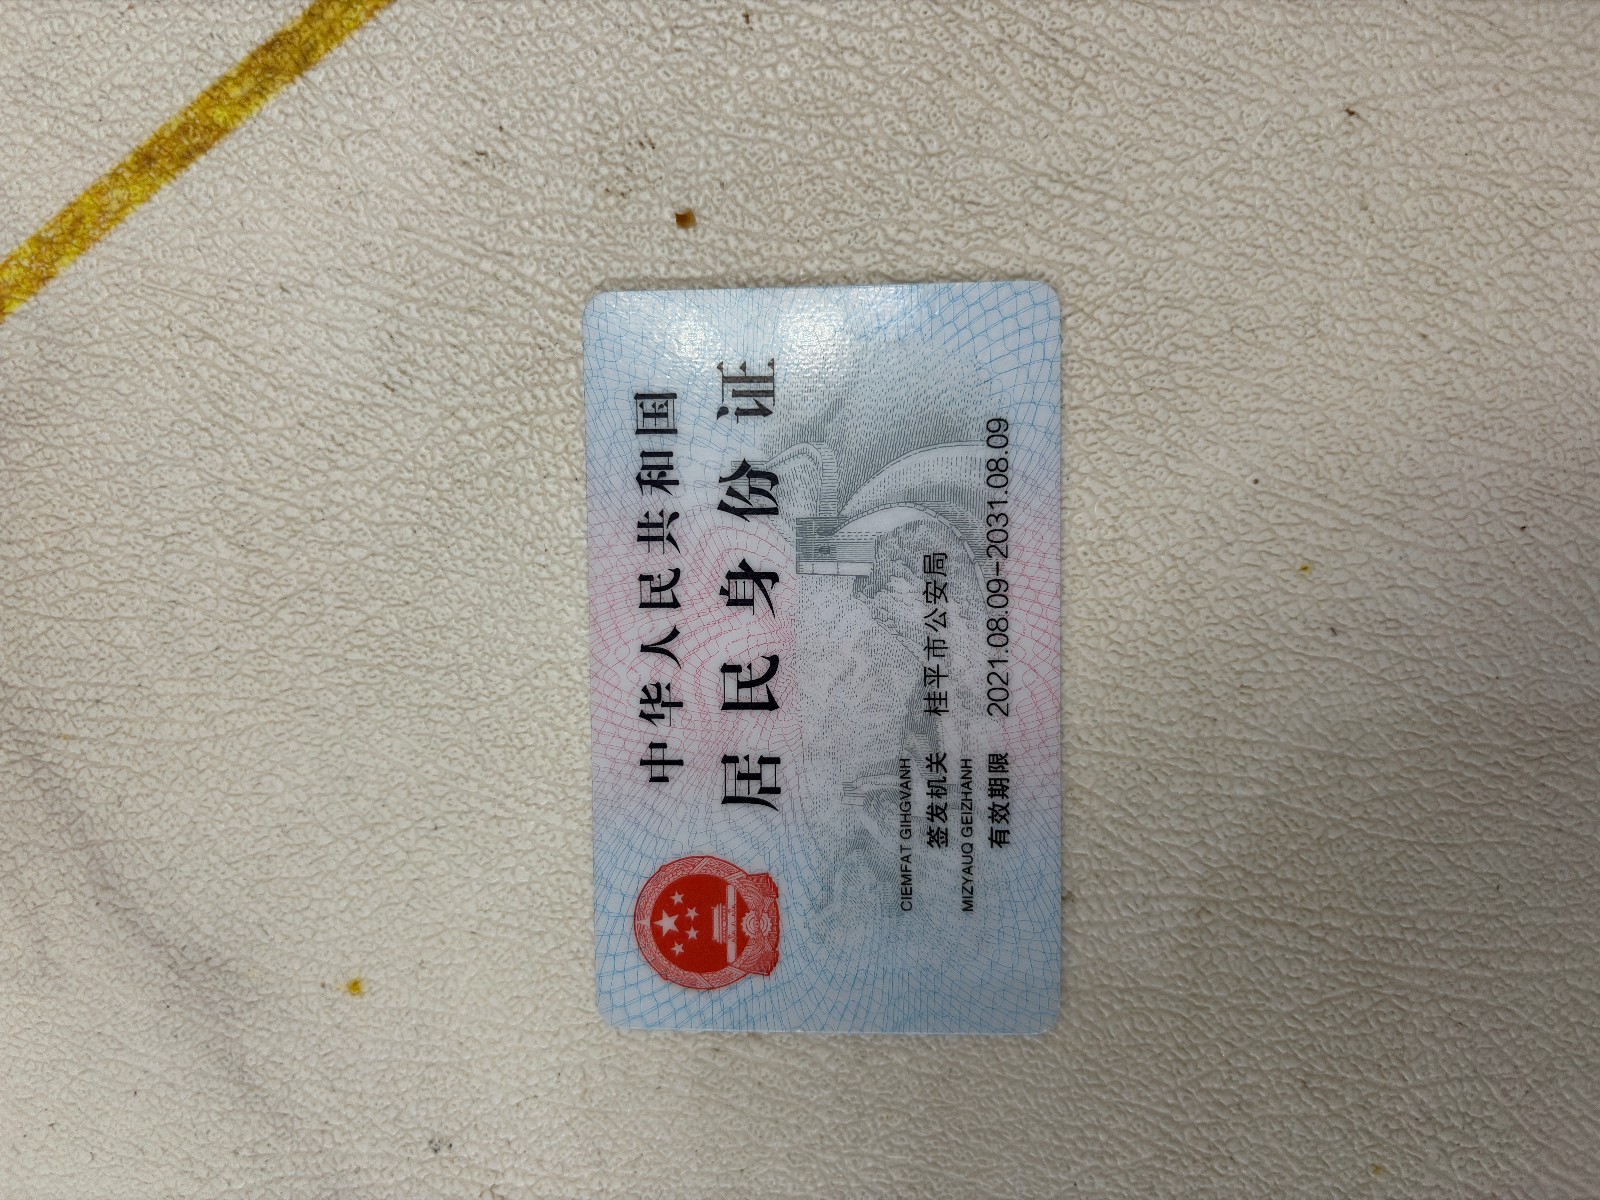 中华人民共和国
居民身份证
CIEMFAT GIHGVANH
签发机关 桂平市公安局
MIZYAUQ GEIZHANH
有效期限 2021.08.09-2031.08.09